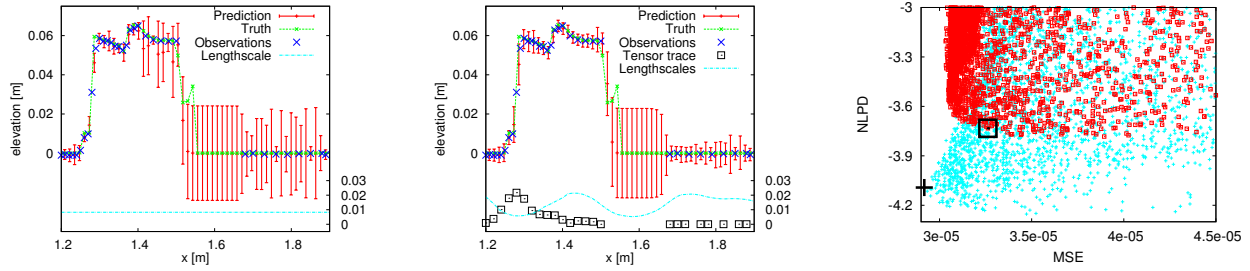 Prediction
Truth
Observations
Lengthscale
elevation [m]
0.06
0.04
0.02
0
0.03
0.02
0.01
0
1.2 1.4 1.6 1.8
x [m]
Prediction
Truth
Observations
Tensor trace
Lengthscales
elevation [m]
0.06
0.04
0.02
0
0.03
0.02
0.01
0
1.2 1.4 1.6 1.8
x [m]
NLPD
-3
-3.3
-3.6
-3.9
-4.2
3e-05 3.5e-05 4e-05 4.5e-05
MSE